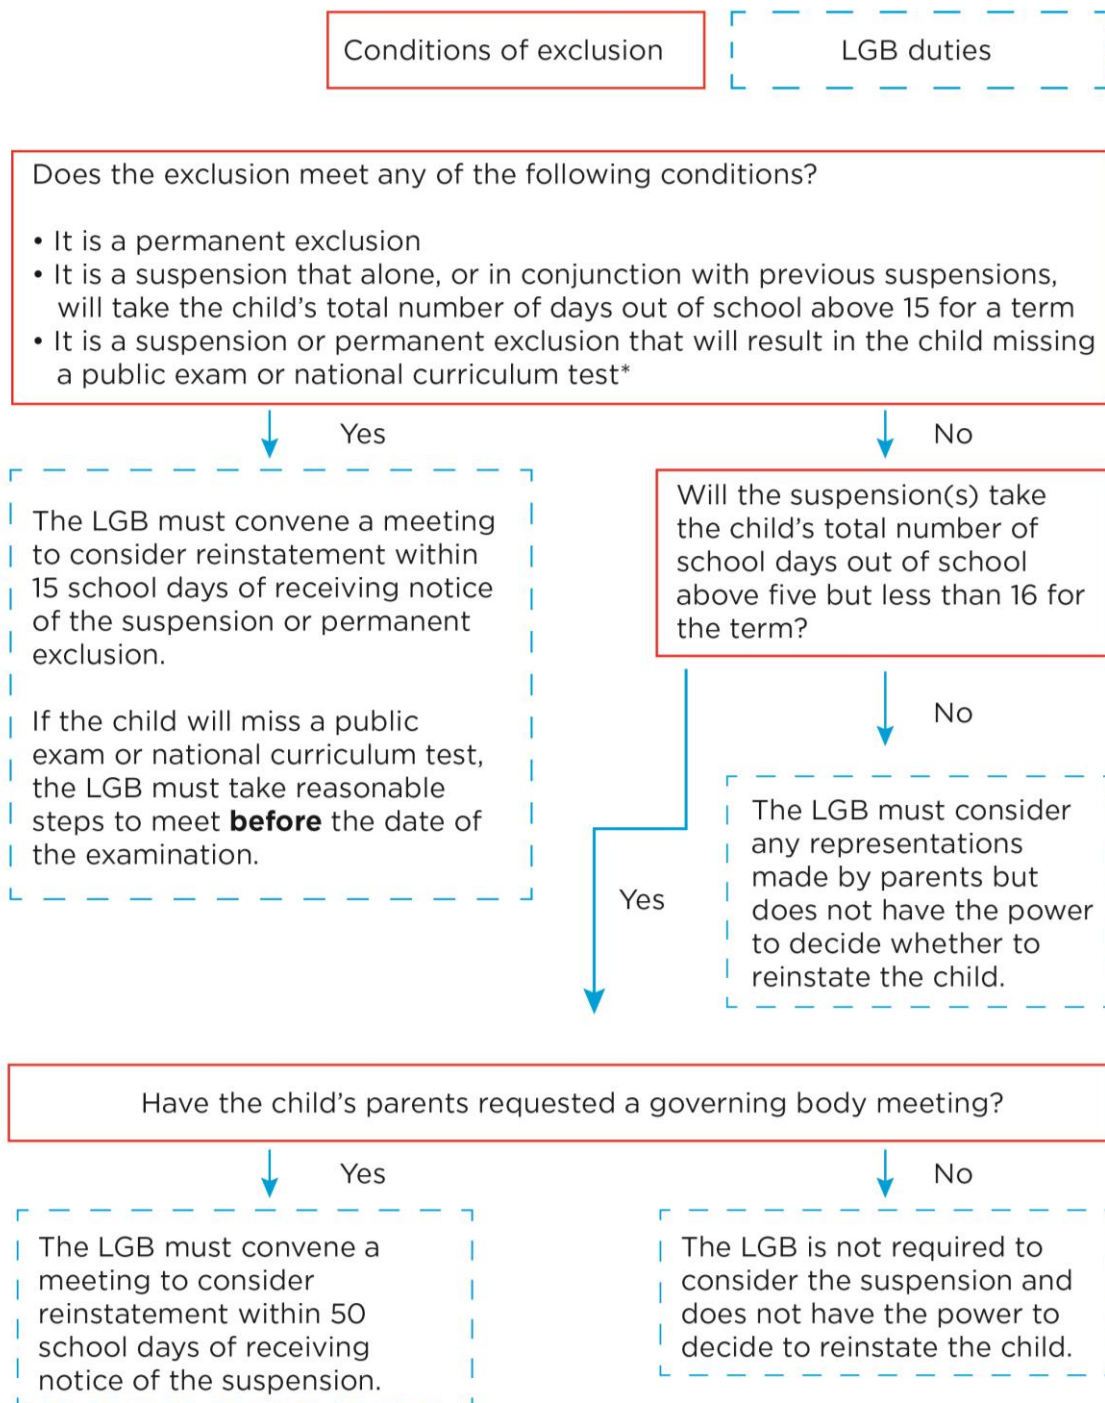 Conditions of exclusion
LGB duties
Does the exclusion meet any of the following conditions?
• It is a permanent exclusion
• It is a suspension that alone, or in conjunction with previous suspensions,
will take the child’s total number of days out of school above 15 for a term
• It is a suspension or permanent exclusion that will result in the child missing
a public exam or national curriculum test*
Yes
No
The LGB must convene a meeting
to consider reinstatement within
15 school days of receiving notice
of the suspension or permanent
exclusion.
If the child will miss a public
exam or national curriculum test,
the LGB must take reasonable
steps to meet before the date of
the examination.
Will the suspension(s) take
the child’s total number of
school days out of school
above five but less than 16 for
the term?
No
The LGB must consider
any representations
made by parents but
does not have the power
to decide whether to
reinstate the child.
Yes
Have the child’s parents requested a governing body meeting?
Yes
No
The LGB must convene a
meeting to consider
reinstatement within 50
school days of receiving
notice of the suspension.
The LGB is not required to
consider the suspension and
does not have the power to
decide to reinstate the child.